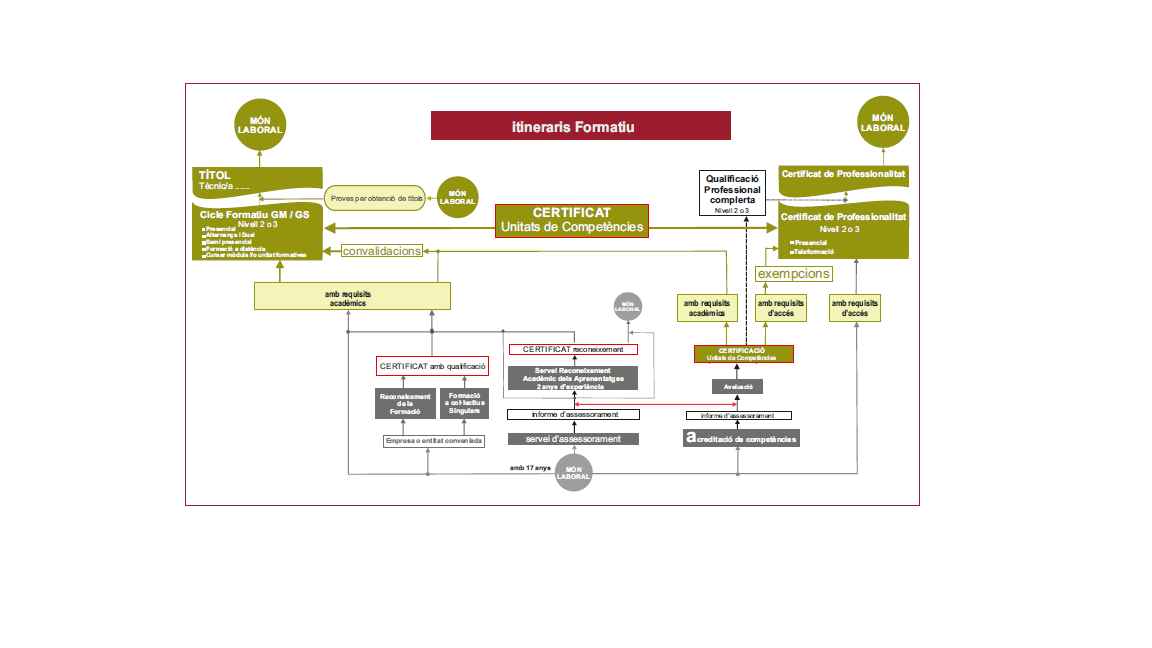 itineraris Formatiu
MÓN
LABORAL
MÓN
LABORAL
TÍTOL
Tècnic/a ......
Proves per obtenció de títols
MÓN
LABORAL
Qualificació
Professional
complerta
Nivell 2 o 3
Certificat de Professionalitat
Cicle Formatiu GM / GS
Nivell 2 o 3
Presencial
Alternança i Dual
Semi presencial
Formació a distància
Cursar mòduls i/o unitat formatives
CERTIFICAT
Unitats de Competències
Certificat de Professionalitat
Nivell 2 o 3
Presencial
Teleformació
convalidacions
exempcions
amb requisits
acadèmics
MÓN
LABORAL
amb requisits
acadèmics
amb requisits
d'accés
amb requisits
d'accés
CERTIFICAT reconeixement
CERTIFICACIÓ
Unitats de Competències
CERTIFICAT amb qualificació
Servei Reconeixement
Acadèmic dels Aprenentatges
2 anys d'experiència
Avaluació
Reconeixement
de la
Formació
Formació
a col·lectius
Singulars
informe d'assessorament
informe d'assessorament
Empresa o entitat conveniada
servei d'assessorament
acreditació de competències
amb 17 anys
MÓN
LABORAL